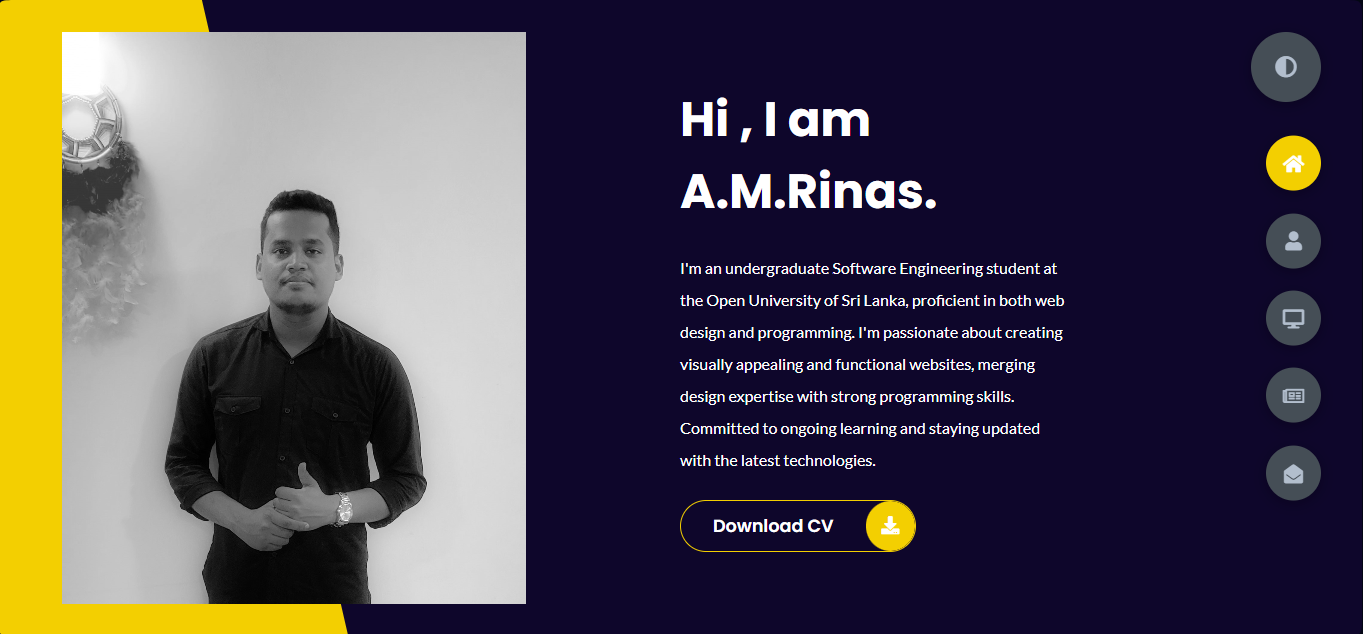 Hi , I am
A.M.Rinas.
I'm an undergraduate Software Engineering student at
the Open University of Sri Lanka, proficient in both web
design and programming. I'm passionate about creating
visually appealing and functional websites, merging
design expertise with strong programming skills.
Committed to ongoing learning and staying updated
with the latest technologies.
Download CV